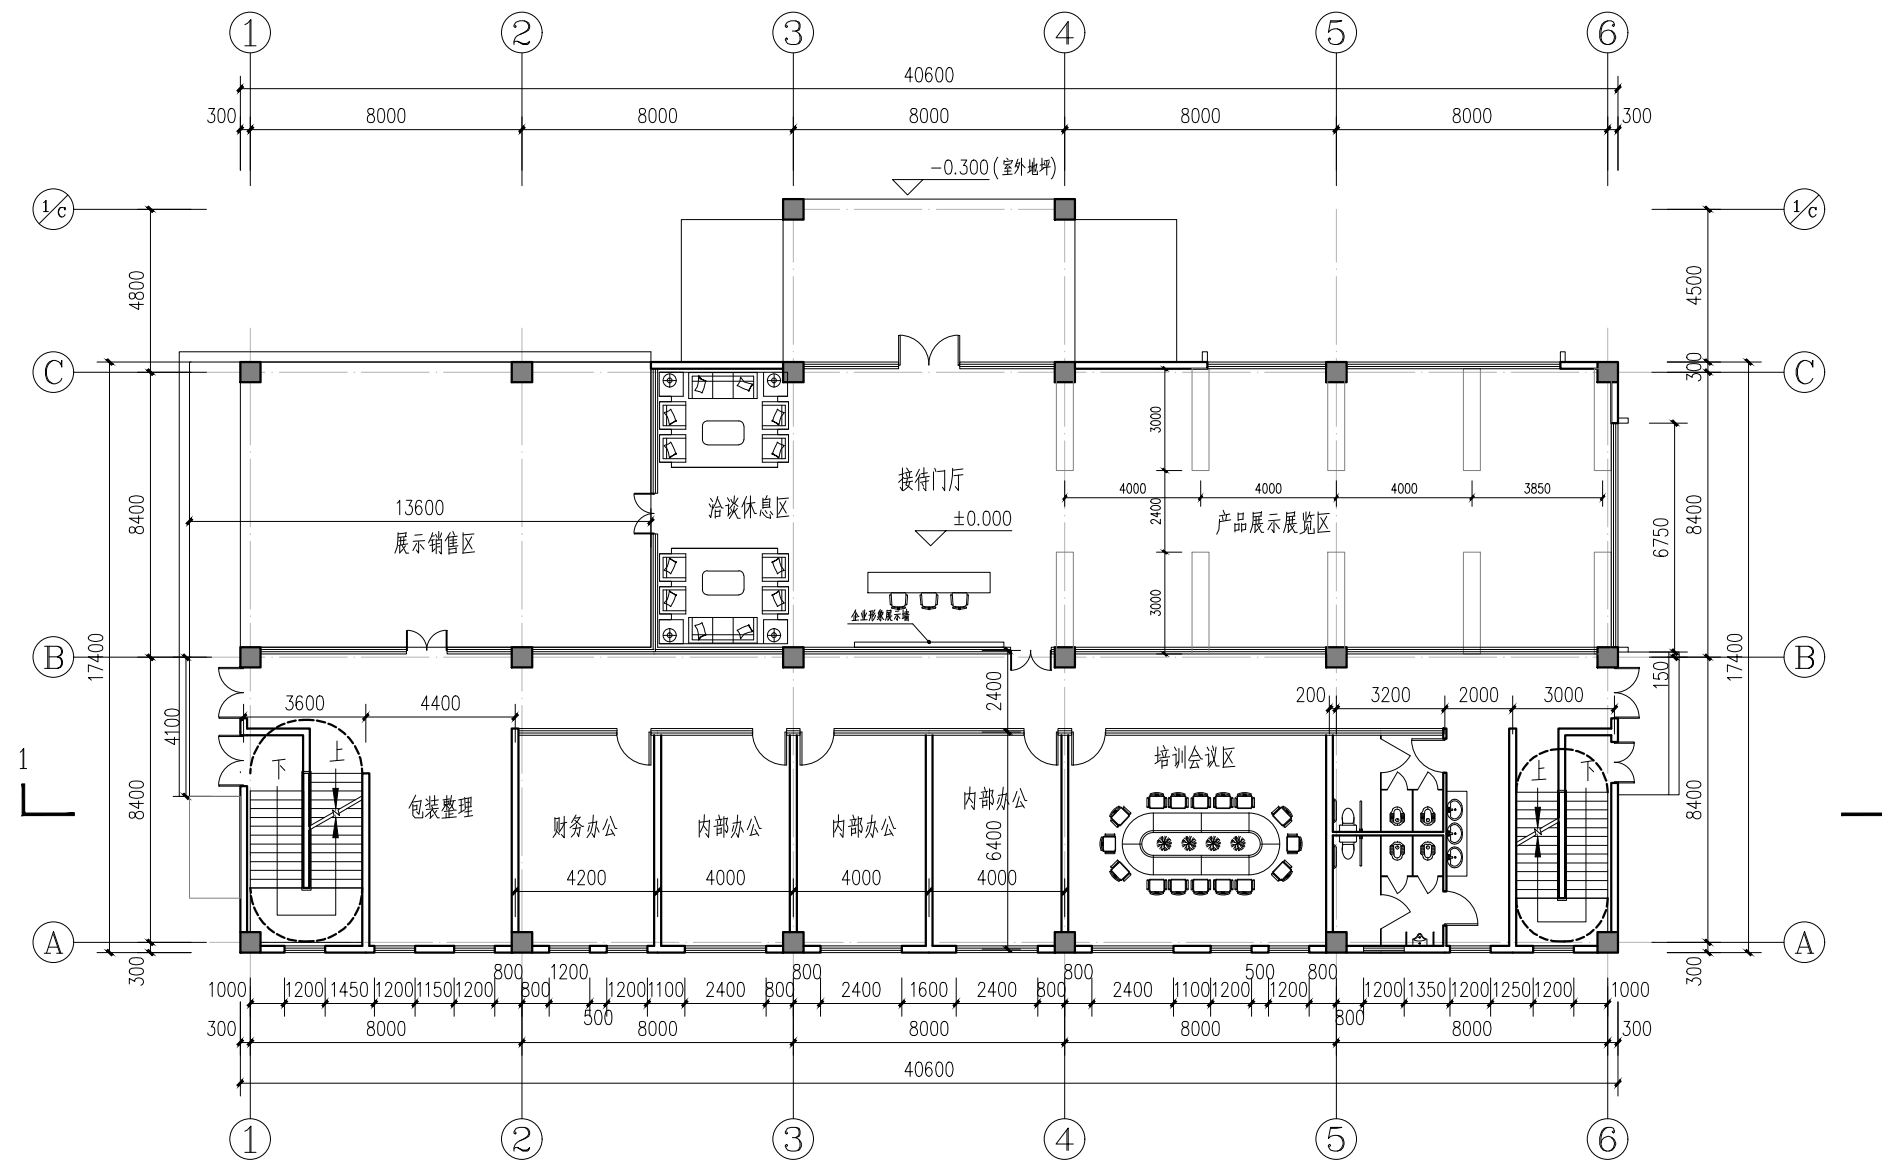 1 2 3 4 5 6
40600
300 8000 8000 8000 8000 8000 300
-0.300(室外地坪)
1/C 1/C
4800 4500
C C
300
3000
13600
展示销售区
洽谈休息区
接待门厅
±0.000
4000 4000 4000 3850
2400
产品展示展览区
8400 8400
6750
3000
企业形象展示墙
B B
17400 17400
150
2400
3600 4400
200 3200 2000 3000
4100
1 下 上
培训会议区
上 下
包装整理
财务办公 内部办公 内部办公 内部办公
8400 8400
6400
4200 4000 4000 4000
A A
300 300
800 1200 800 800 500 800
1000 1200 1450 1200 1150 1200 800 1200 1100 2400 800 2400 1600 2400 800 2400 1100 1200 1200 1200 1350 1200 1250 1200 1000
500 800
300 8000 8000 8000 8000 8000 300
40600
1 2 3 4 5 6